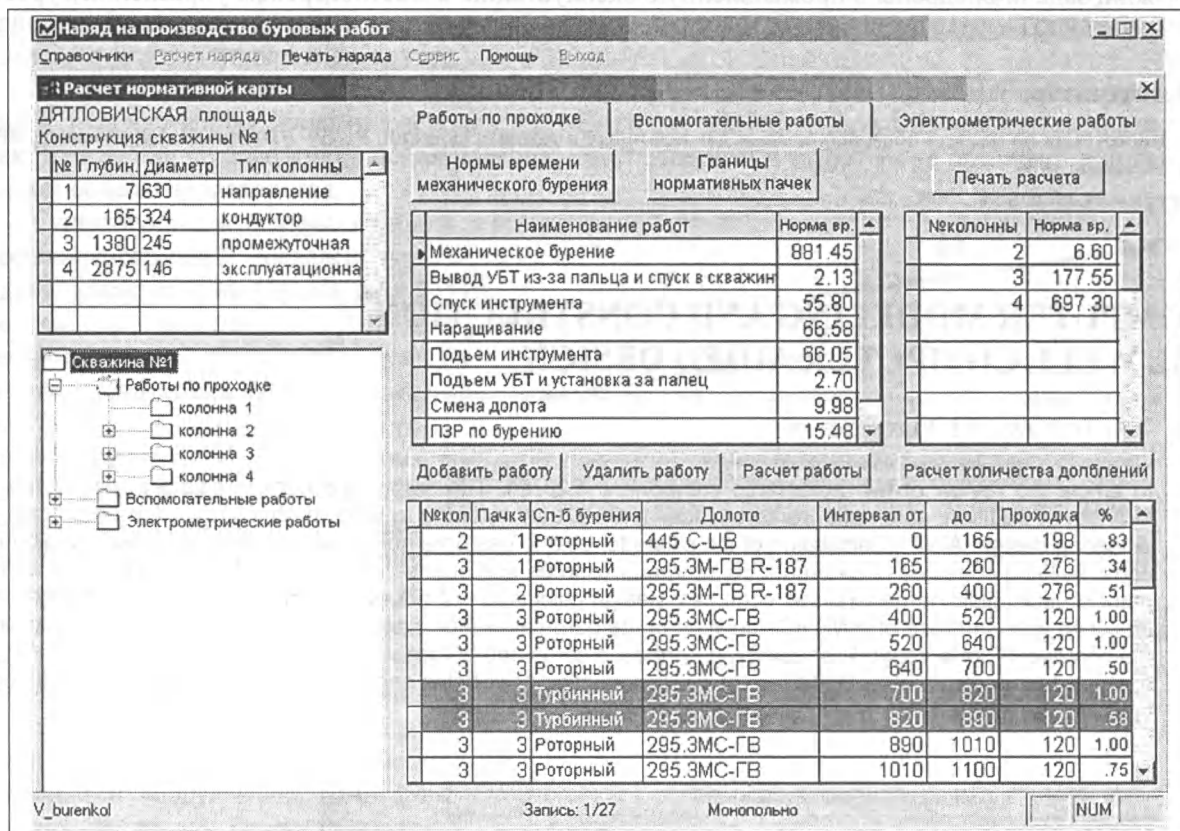 Наряд на производство буровых работ
Справочники Расчет наряда Печать наряда Сервис Помощь Выход
Расчет нормативной карты
ДЯТЛОВИЧСКАЯ площадь
Конструкция скважины № 1
№ Глубин. Диаметр Тип колонны
1 7 630 направление
2 165 324 кондуктор
3 1380 245 промежуточная
4 2875 146 эксплуатационна
Скважина №1
Работы по проходке
колонна 1
колонна 2
колонна 3
колонна 4
Вспомогательные работы
Электрометрические работы
Работы по проходке Вспомогательные работы Электрометрические работы
Нормы времени
механического бурения
Границы
нормативных пачек
Печать расчета
Наименование работ Норма вр.
Механическое бурение 881.45
Вывод УБТ из-за пальца и спуск в скважин 2.13
Спуск инструмента 55.80
Наращивание 66.58
Подьем инструмента 66.05
Подьем УБТ и установка за палец 2.70
Смена долота 9.98
ПЗР по бурению 15.48
№колонны Норма вр.
2 6.60
3 177.55
4 697.30
Добавить работу Удалить работу Расчет работы Расчет количества долблений
№кол Пачка Сп-б бурения Долото Интервал от до Проходка %
2 1 Роторный 445 С-ЦВ 0 165 198 .83
3 1 Роторный 295.3М-ГВ R-187 165 260 276 .34
3 2 Роторный 295.3М-ГВ R-187 260 400 276 .51
3 3 Роторный 295.3МС-ГВ 400 520 120 1.00
3 3 Роторный 295.3МС-ГВ 520 640 120 1.00
3 3 Роторный 295.3МС-ГВ 640 700 120 .50
3 3 Турбинный 295.3МС-ГВ 700 820 120 1.00
3 3 Турбинный 295.3МС-ГВ 820 890 120 .58
3 3 Роторный 295.3МС-ГВ 890 1010 120 1.00
3 3 Роторный 295.3МС-ГВ 1010 1100 120 .75
V_burenkol Запись: 1/27 Монопольно NUM